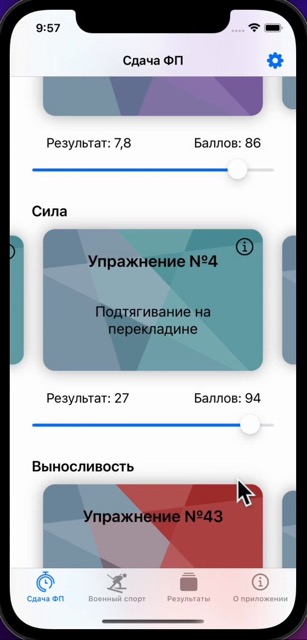 9:57
Сдача ФП
Результат: 7,8 Баллов: 86
Сила
Упражнение №4
Подтягивание на
перекладине
Результат: 27 Баллов: 94
Выносливость
Упражнение №43
Сдача ФП Военный спорт Результаты О приложении